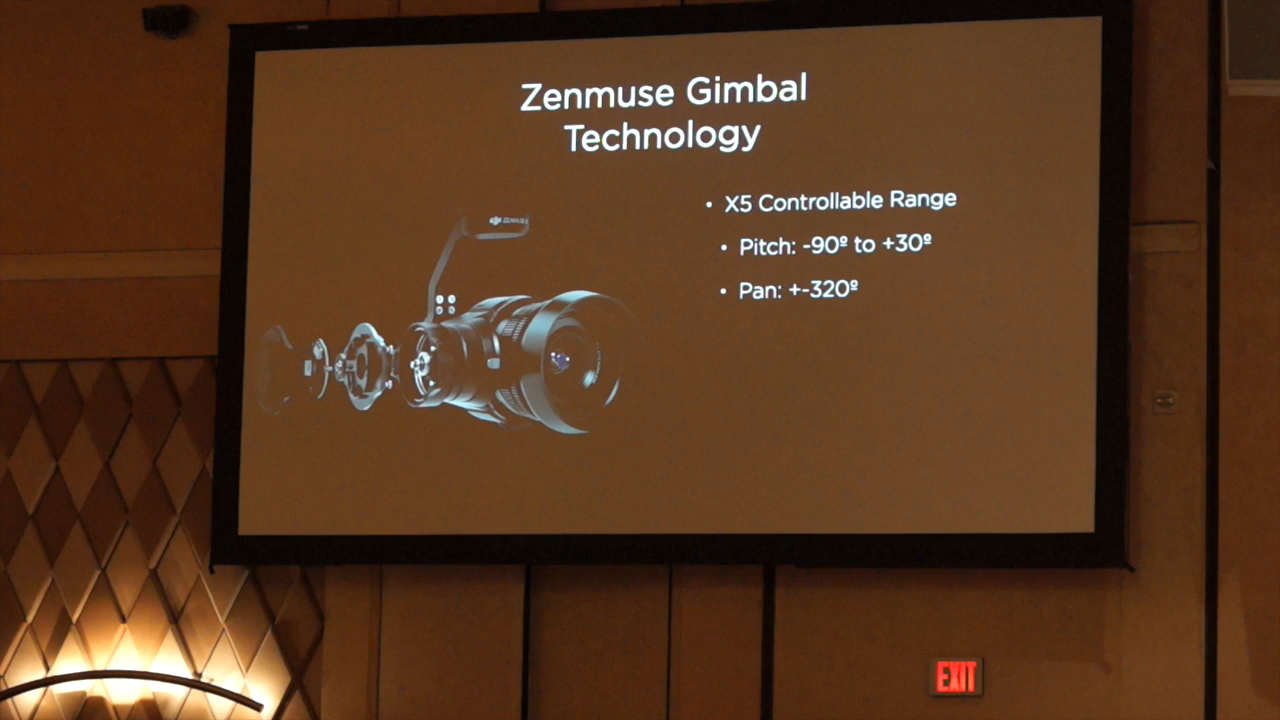 Zenmuse Gimbal
Technology
• X5 Controllable Range
• Pitch: -90º to +30º
• Pan: +-320º
EXIT